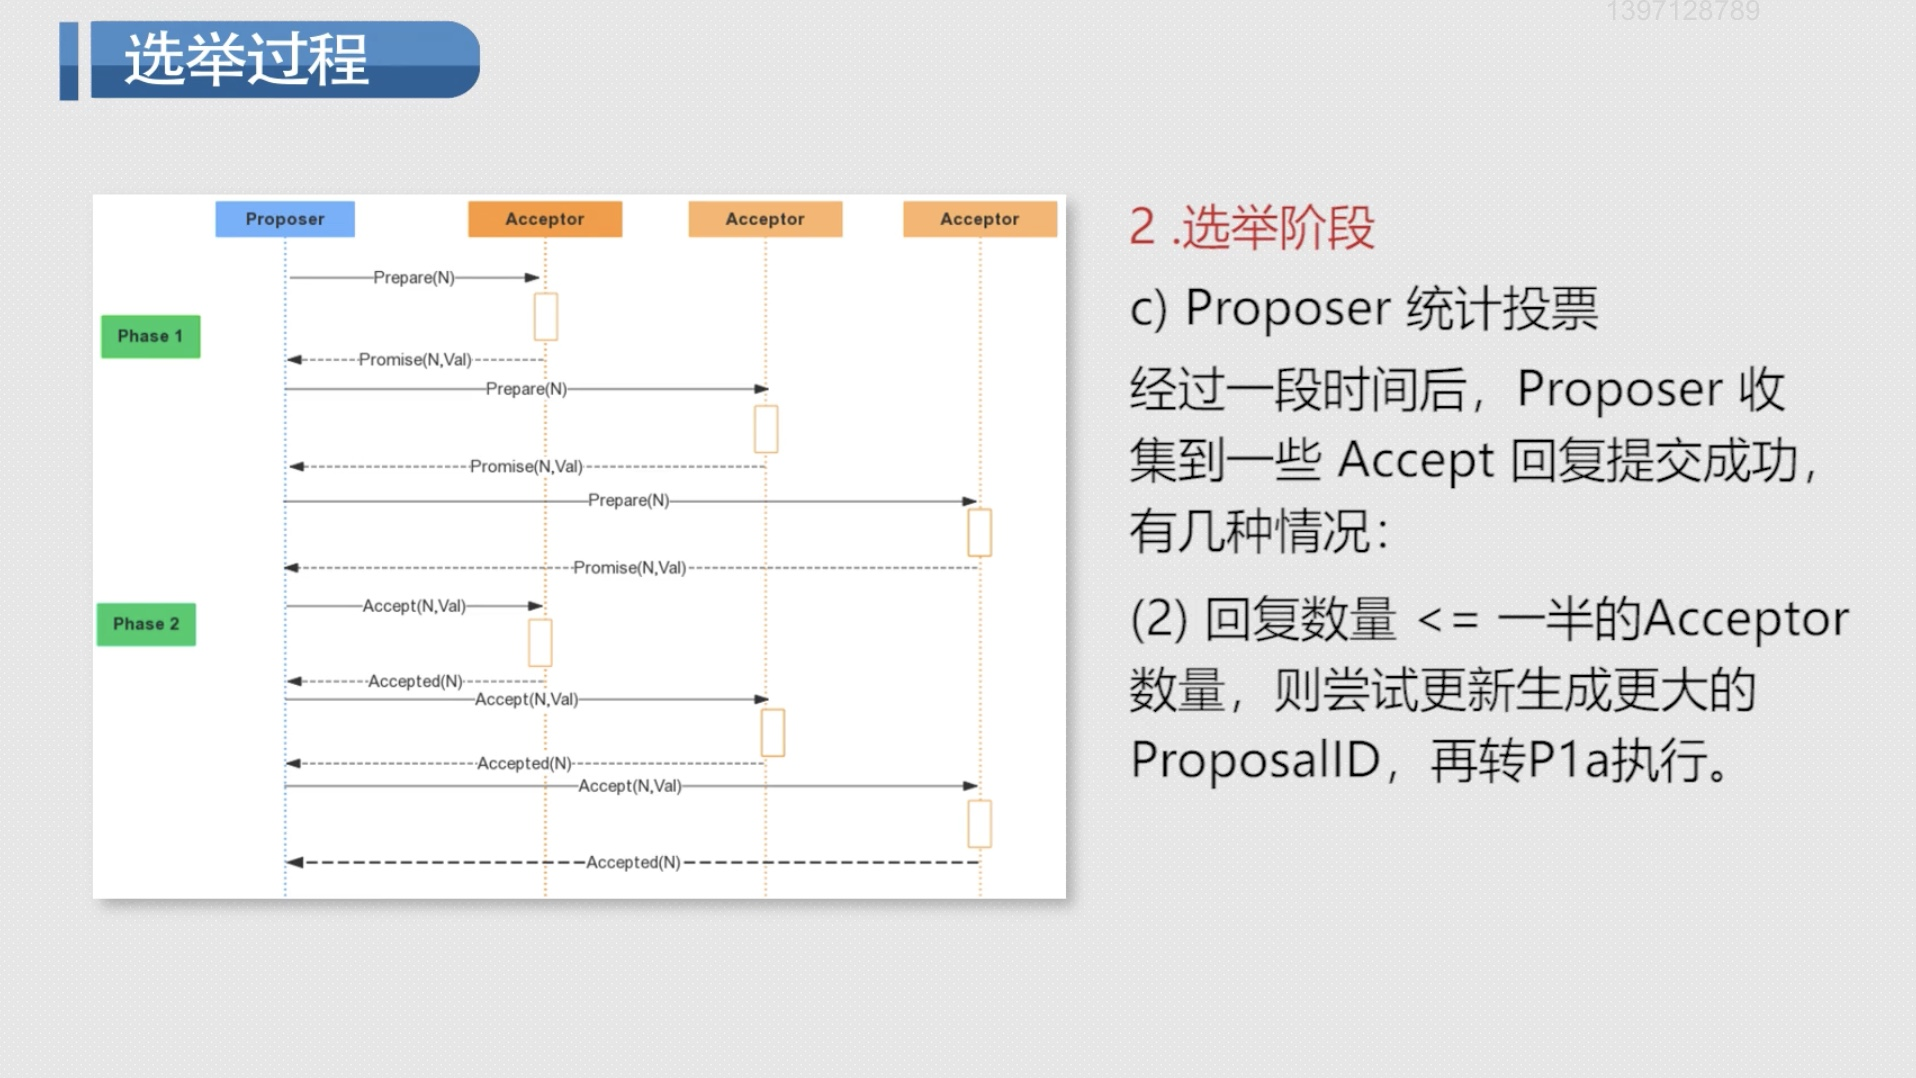 1397128789
选举过程
Proposer
Acceptor
Acceptor
Acceptor
Prepare(N)
Phase 1
Promise(N,Val)
Prepare(N)
Promise(N,Val)
Prepare(N)
Promise(N,Val)
Accept(N,Val)
Phase 2
Accepted(N)
Accept(N,Val)
Accepted(N)
Accept(N,Val)
Accepted(N)
2 .选举阶段
c) Proposer 统计投票
经过一段时间后，Proposer 收
集到一些 Accept 回复提交成功，
有几种情况：
(2) 回复数量 <= 一半的Acceptor
数量，则尝试更新生成更大的
ProposalID，再转P1a执行。